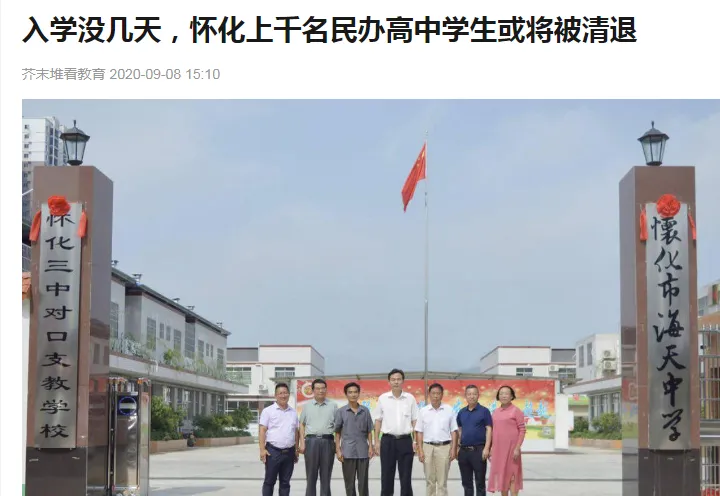 入学没几天，怀化上千名民办高中学生或将被清退
芥末堆看教育 2020-09-08 15:10
怀化三中对口支教学校
懷化市海天中学